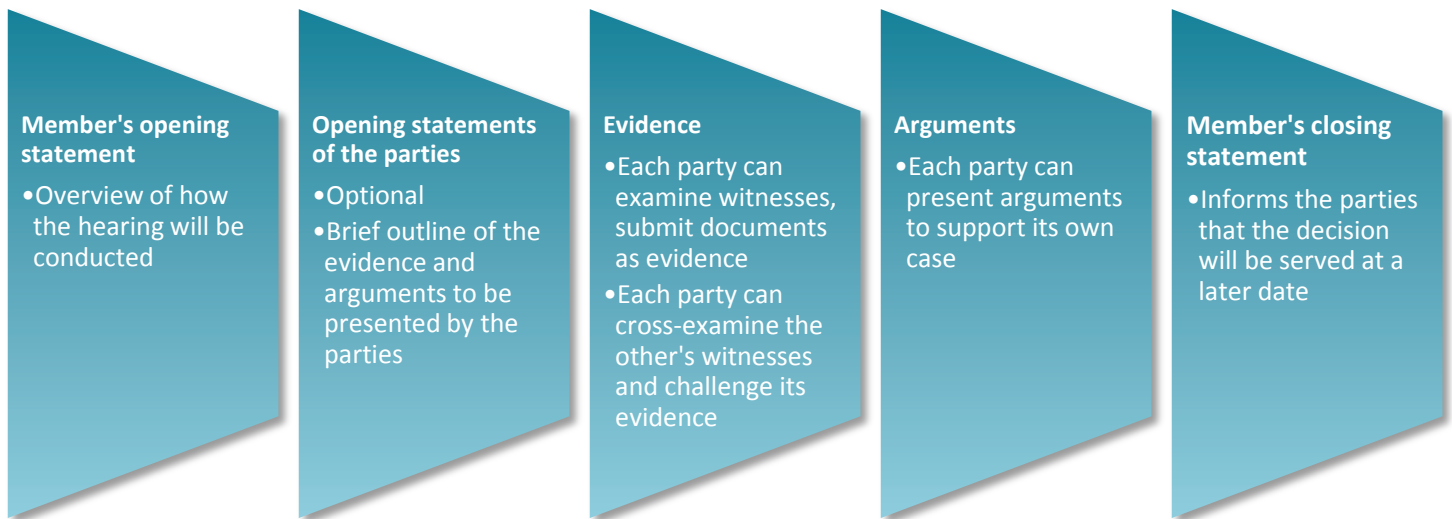 Member's opening
statement
•Overview of how
the hearing will be
conducted
Opening statements
of the parties
•Optional
•Brief outline of the
evidence and
arguments to be
presented by the
parties
Evidence
•Each party can
examine witnesses,
submit documents
as evidence
•Each party can
cross-examine the
other's witnesses
and challenge its
evidence
Arguments
•Each party can
present arguments
to support its own
case
Member's closing
statement
•Informs the parties
that the decision
will be served at a
later date